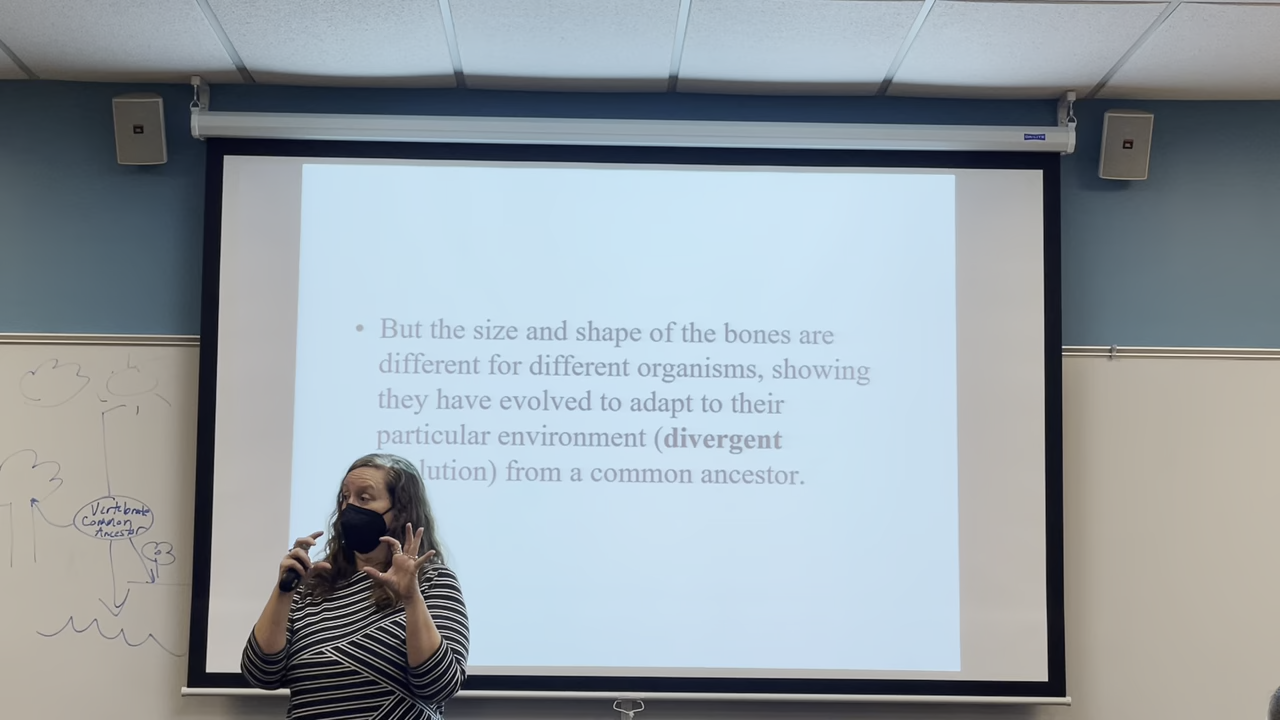 • But the size and shape of the bones are
different for different organisms, showing
they have evolved to adapt to their
particular environment (divergent
lution) from a common ancestor.
Vertebrate
Common
Ancestor